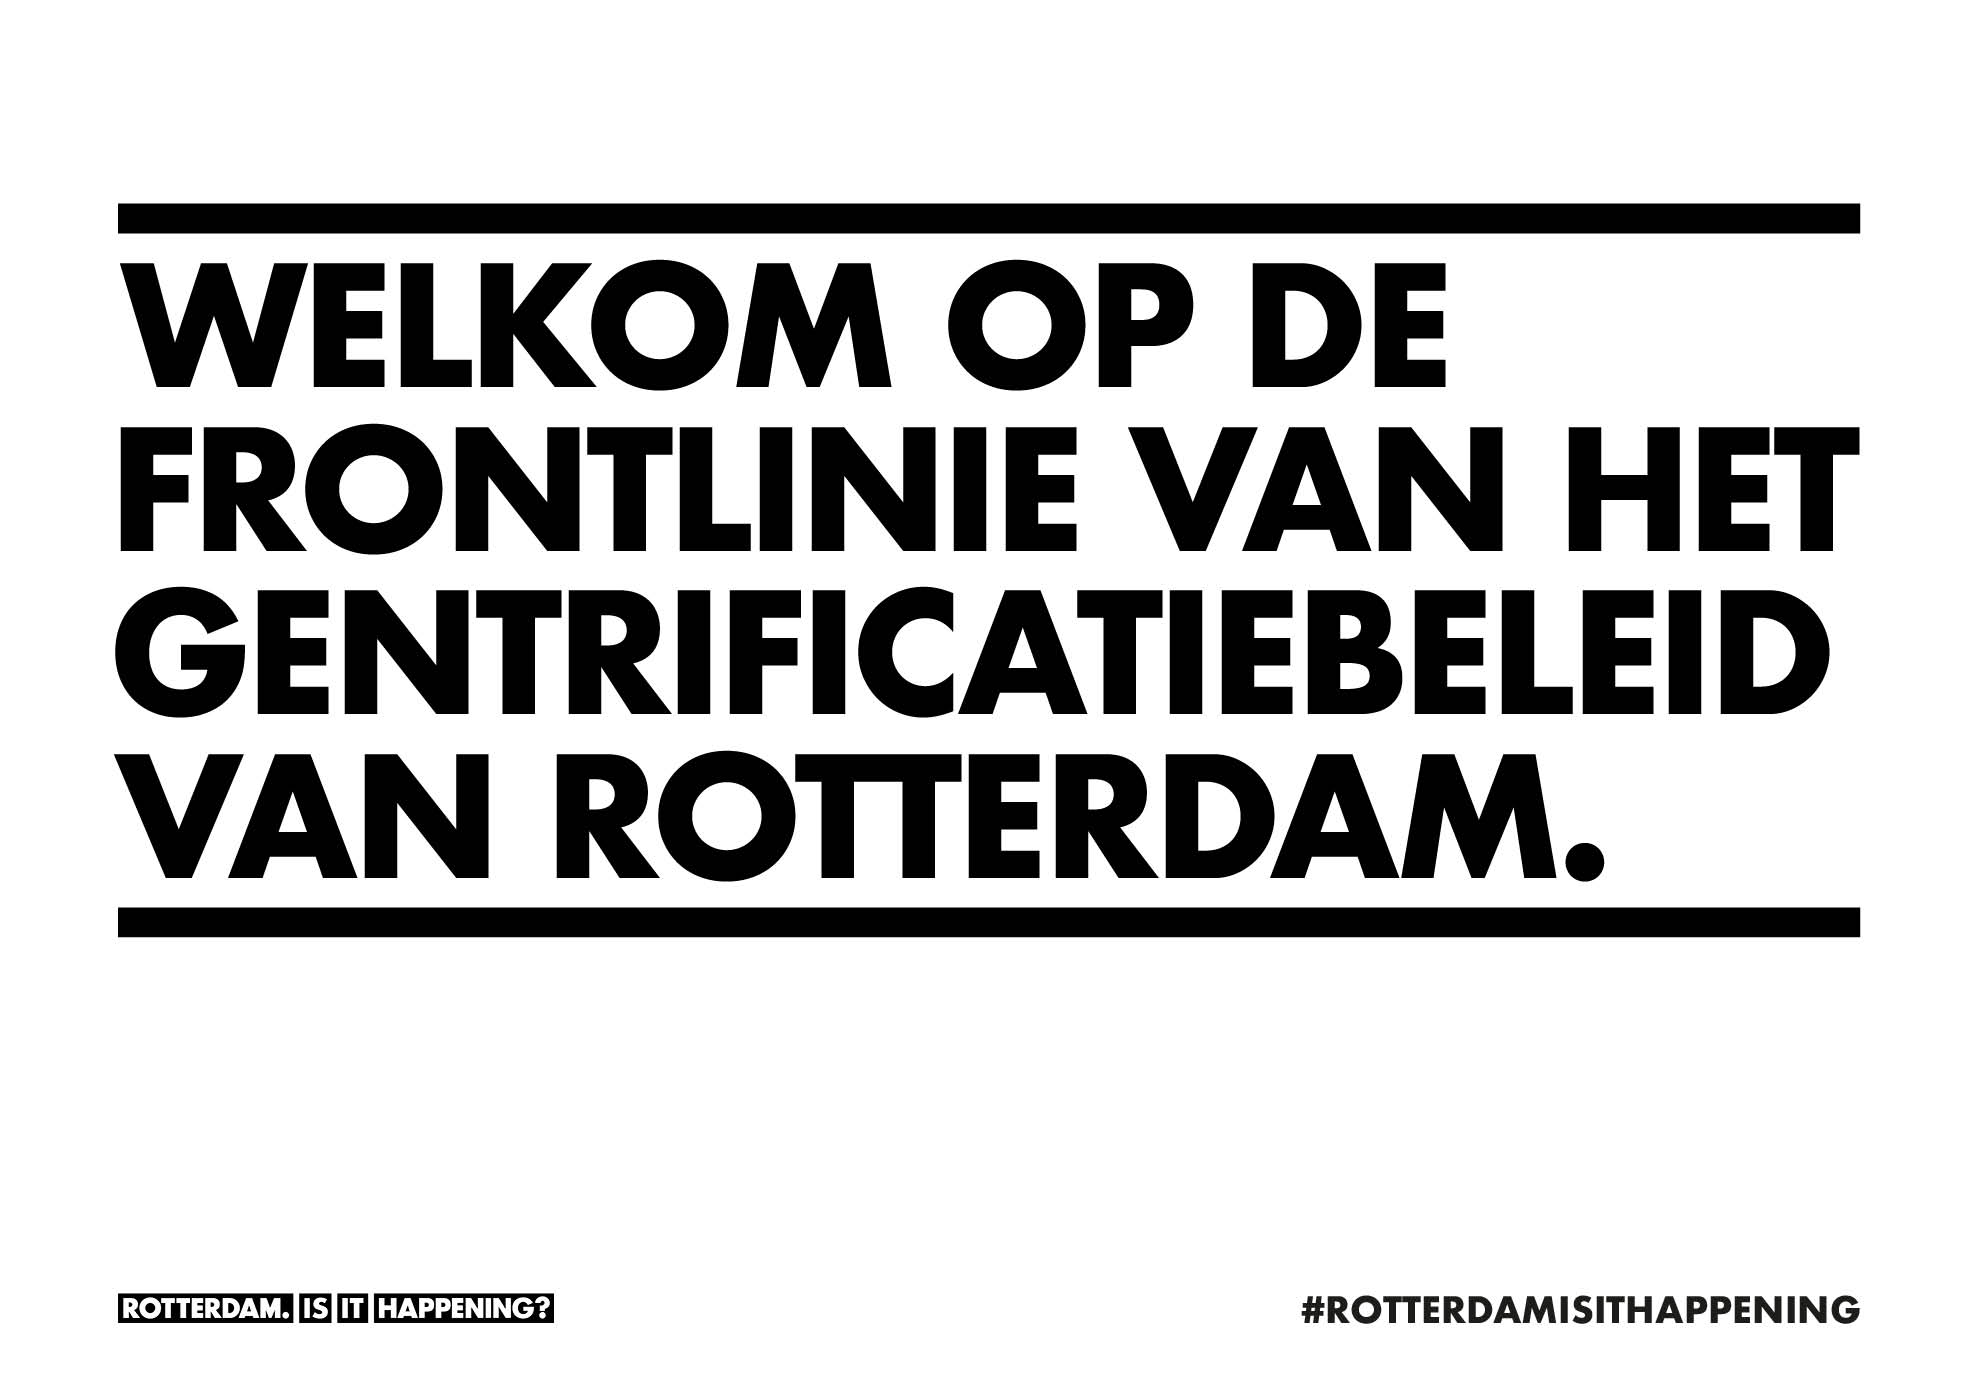 WELKOM OP DE
FRONTLINIE VAN HET
GENTRIFICATIEBELEID
VAN ROTTERDAM.
ROTTERDAM. IS IT HAPPENING?
#ROTTERDAMISITHAPPENING